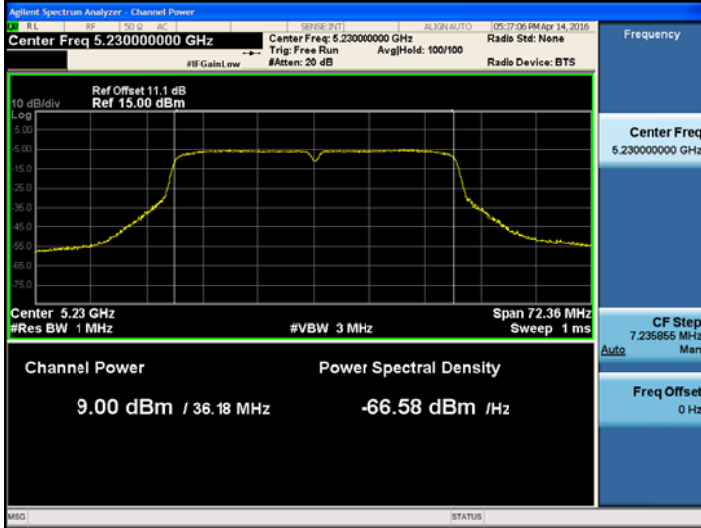 Agilent Spectrum Analyzer - Channel Power
RL RF 50 Ω AC SENSE:INT ALIGN AUTO 05:37:06 PM Apr 14, 2016
Center Freq 5.230000000 GHz
Center Freq: 5.230000000 GHz
Radio Std: None
Trig: Free Run Avg|Hold: 100/100
#IFGain:Low #Atten: 20 dB Radio Device: BTS
Ref Offset 11.1 dB
10 dB/div Ref 15.00 dBm
Log
5.00
-5.00
-15.0
-25.0
-35.0
-45.0
-55.0
-65.0
-75.0
Center 5.23 GHz Span 72.36 MHz
#Res BW 1 MHz #VBW 3 MHz Sweep 1 ms
Channel Power Power Spectral Density
9.00 dBm / 36.18 MHz -66.58 dBm /Hz
Frequency
Center Freq
5.230000000 GHz
CF Step
7.235855 MHz
Auto Man
Freq Offset
0 Hz
MSG STATUS